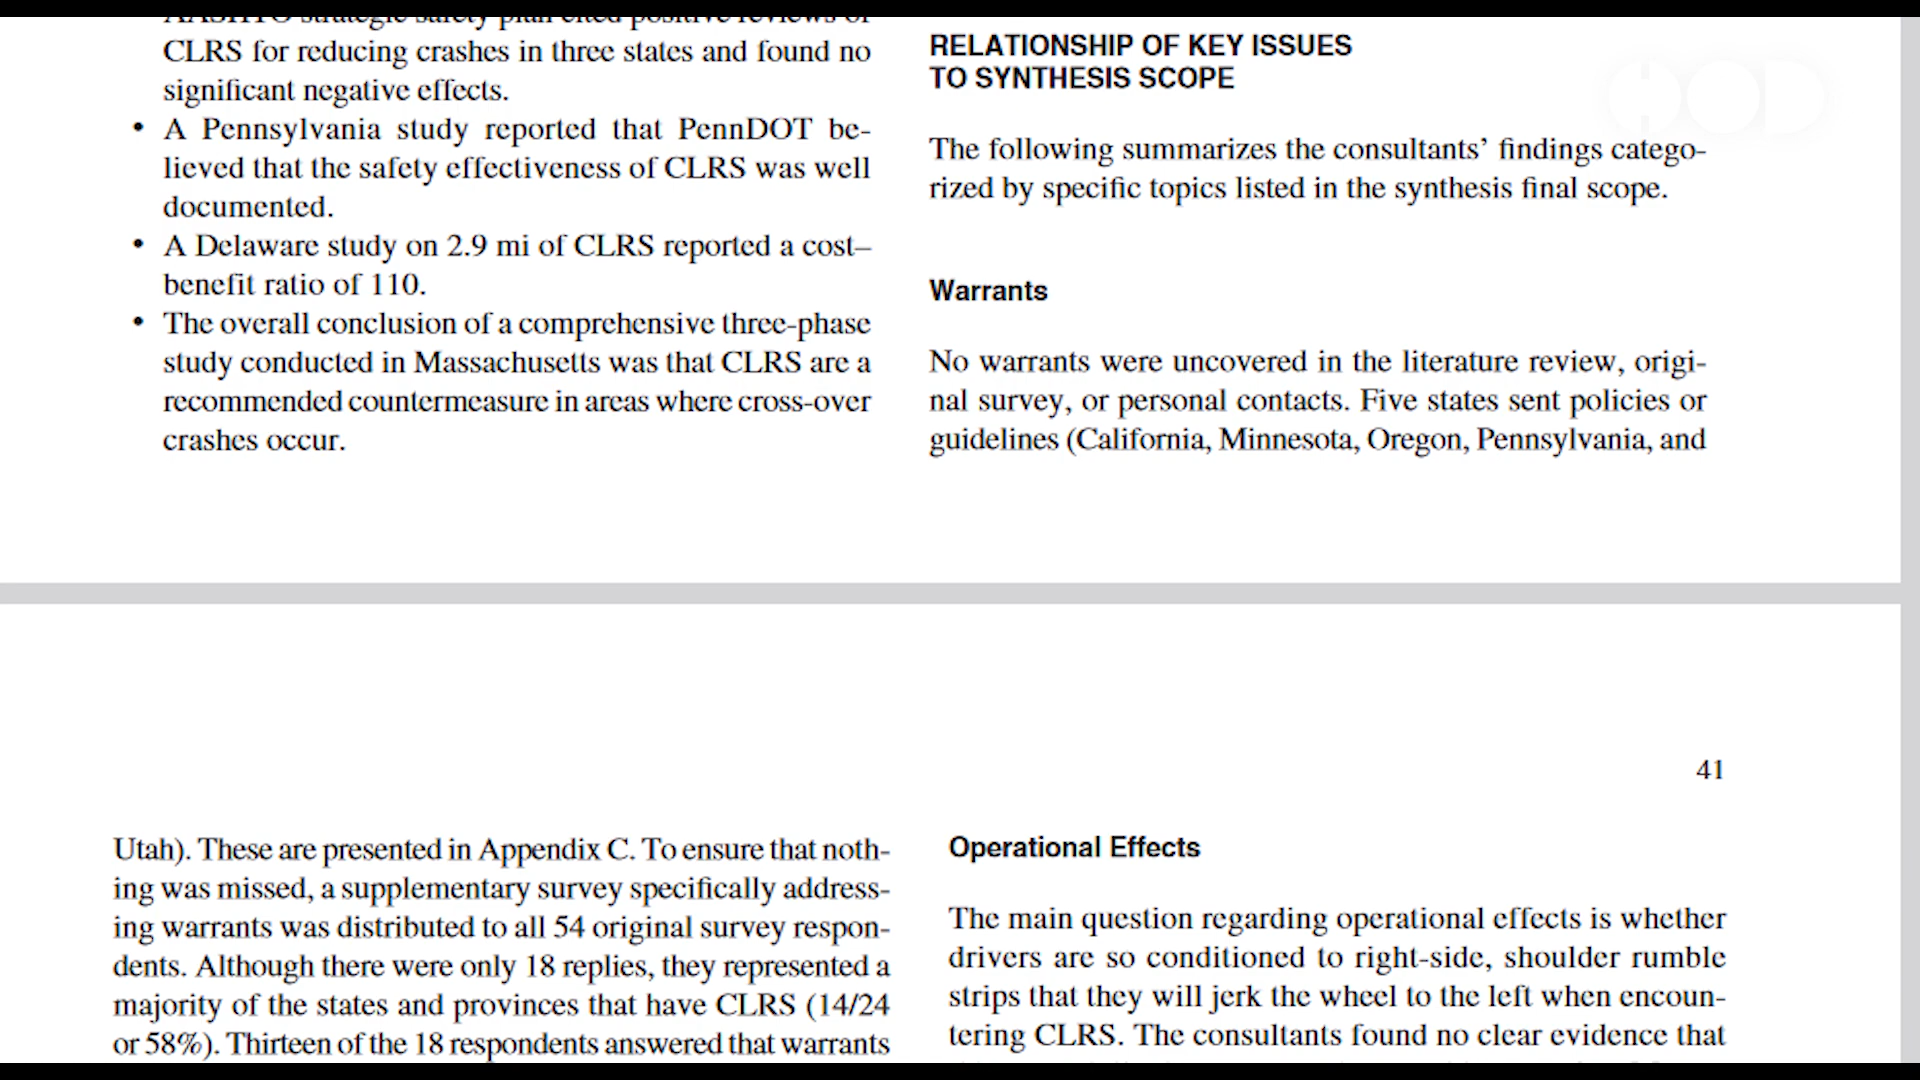 AASHTO strategic safety plan cited positive reviews of
CLRS for reducing crashes in three states and found no
significant negative effects.
• A Pennsylvania study reported that PennDOT be-
lieved that the safety effectiveness of CLRS was well
documented.
• A Delaware study on 2.9 mi of CLRS reported a cost–
benefit ratio of 110.
• The overall conclusion of a comprehensive three-phase
study conducted in Massachusetts was that CLRS are a
recommended countermeasure in areas where cross-over
crashes occur.
RELATIONSHIP OF KEY ISSUES
TO SYNTHESIS SCOPE
The following summarizes the consultants’ findings catego-
rized by specific topics listed in the synthesis final scope.
Warrants
No warrants were uncovered in the literature review, origi-
nal survey, or personal contacts. Five states sent policies or
guidelines (California, Minnesota, Oregon, Pennsylvania, and
41
Utah). These are presented in Appendix C. To ensure that noth-
ing was missed, a supplementary survey specifically address-
ing warrants was distributed to all 54 original survey respon-
dents. Although there were only 18 replies, they represented a
majority of the states and provinces that have CLRS (14/24
or 58%). Thirteen of the 18 respondents answered that warrants
Operational Effects
The main question regarding operational effects is whether
drivers are so conditioned to right-side, shoulder rumble
strips that they will jerk the wheel to the left when encoun-
tering CLRS. The consultants found no clear evidence that